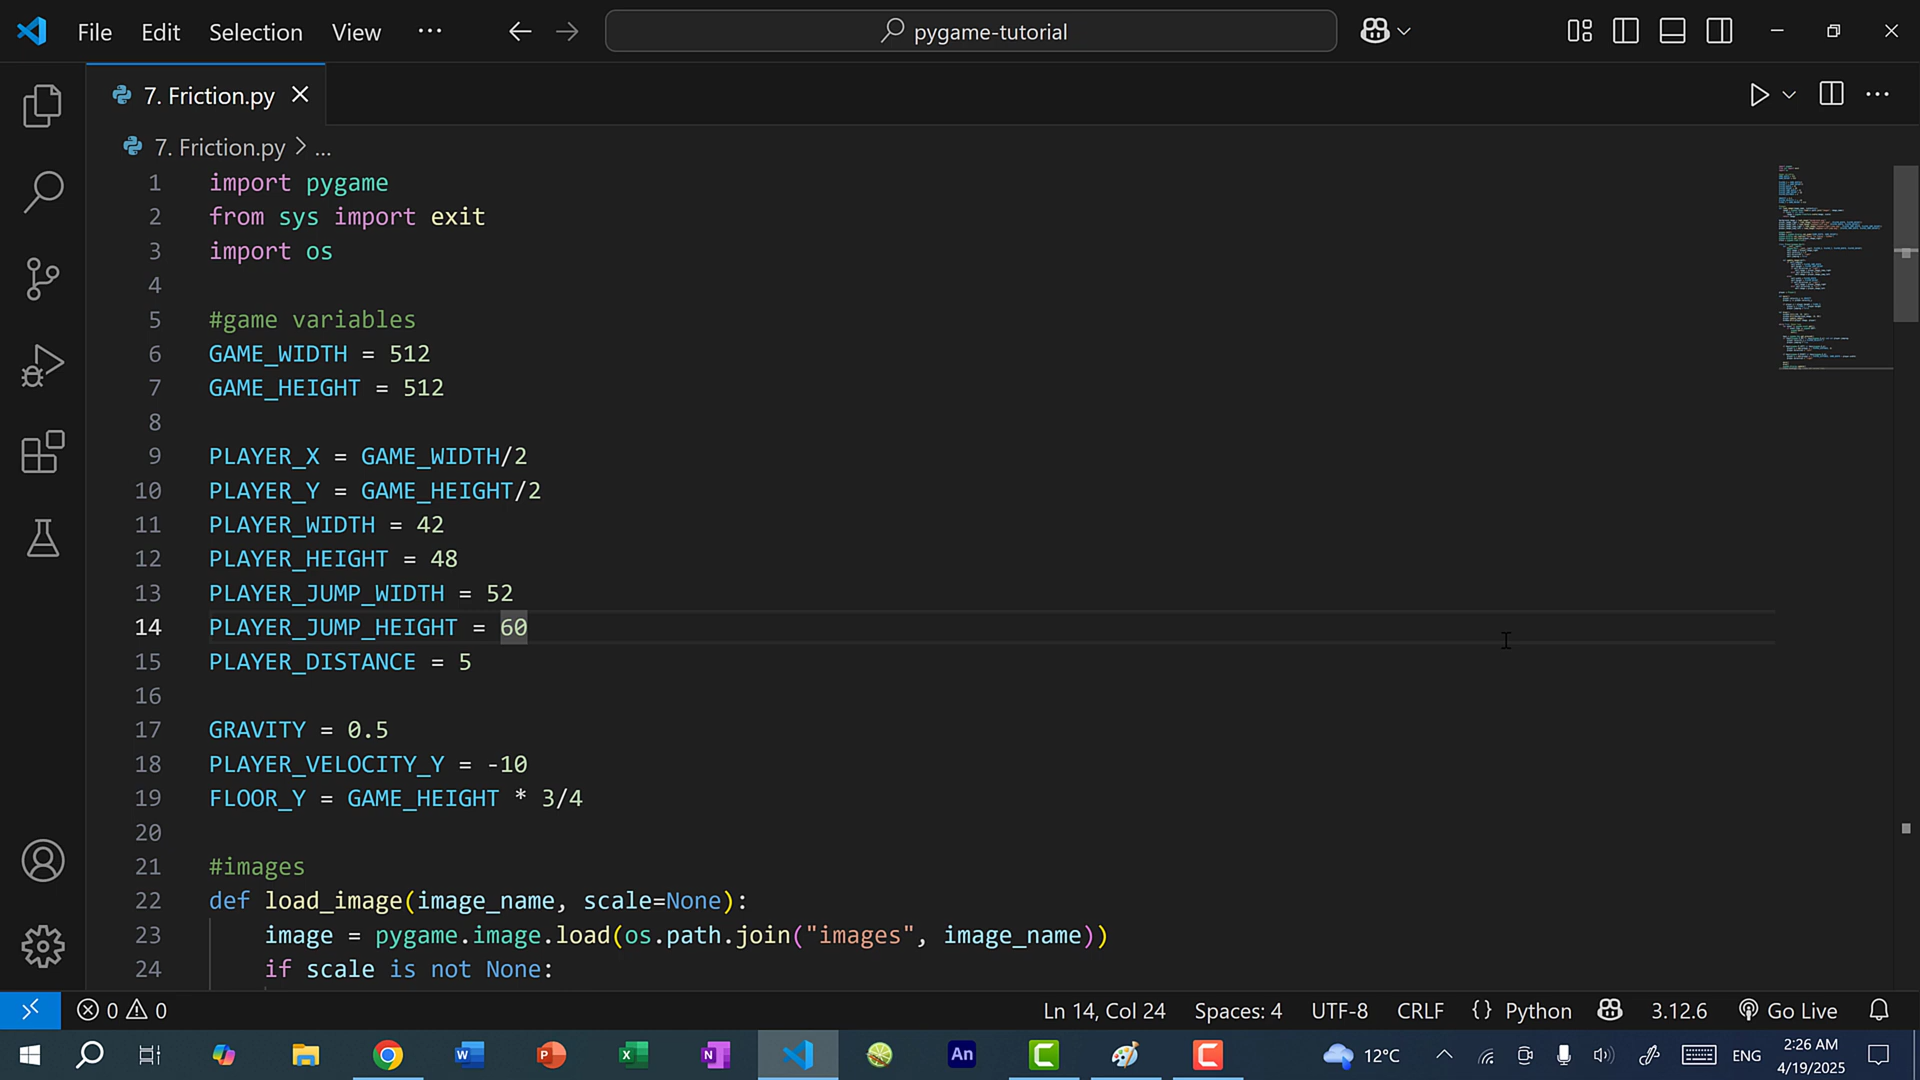 File Edit Selection View ··· pygame-tutorial
7. Friction.py
7. Friction.py > ...
1 import pygame
2 from sys import exit
3 import os
4
5 #game variables
6 GAME_WIDTH = 512
7 GAME_HEIGHT = 512
8
9 PLAYER_X = GAME_WIDTH/2
10 PLAYER_Y = GAME_HEIGHT/2
11 PLAYER_WIDTH = 42
12 PLAYER_HEIGHT = 48
13 PLAYER_JUMP_WIDTH = 52
14 PLAYER_JUMP_HEIGHT = 60
15 PLAYER_DISTANCE = 5
16
17 GRAVITY = 0.5
18 PLAYER_VELOCITY_Y = -10
19 FLOOR_Y = GAME_HEIGHT * 3/4
20
21 #images
22 def load_image(image_name, scale=None):
23 image = pygame.image.load(os.path.join("images", image_name))
24 if scale is not None:
0 0 Ln 14, Col 24 Spaces: 4 UTF-8 CRLF {} Python 3.12.6 Go Live
12°C ENG 2:26 AM
4/19/2025